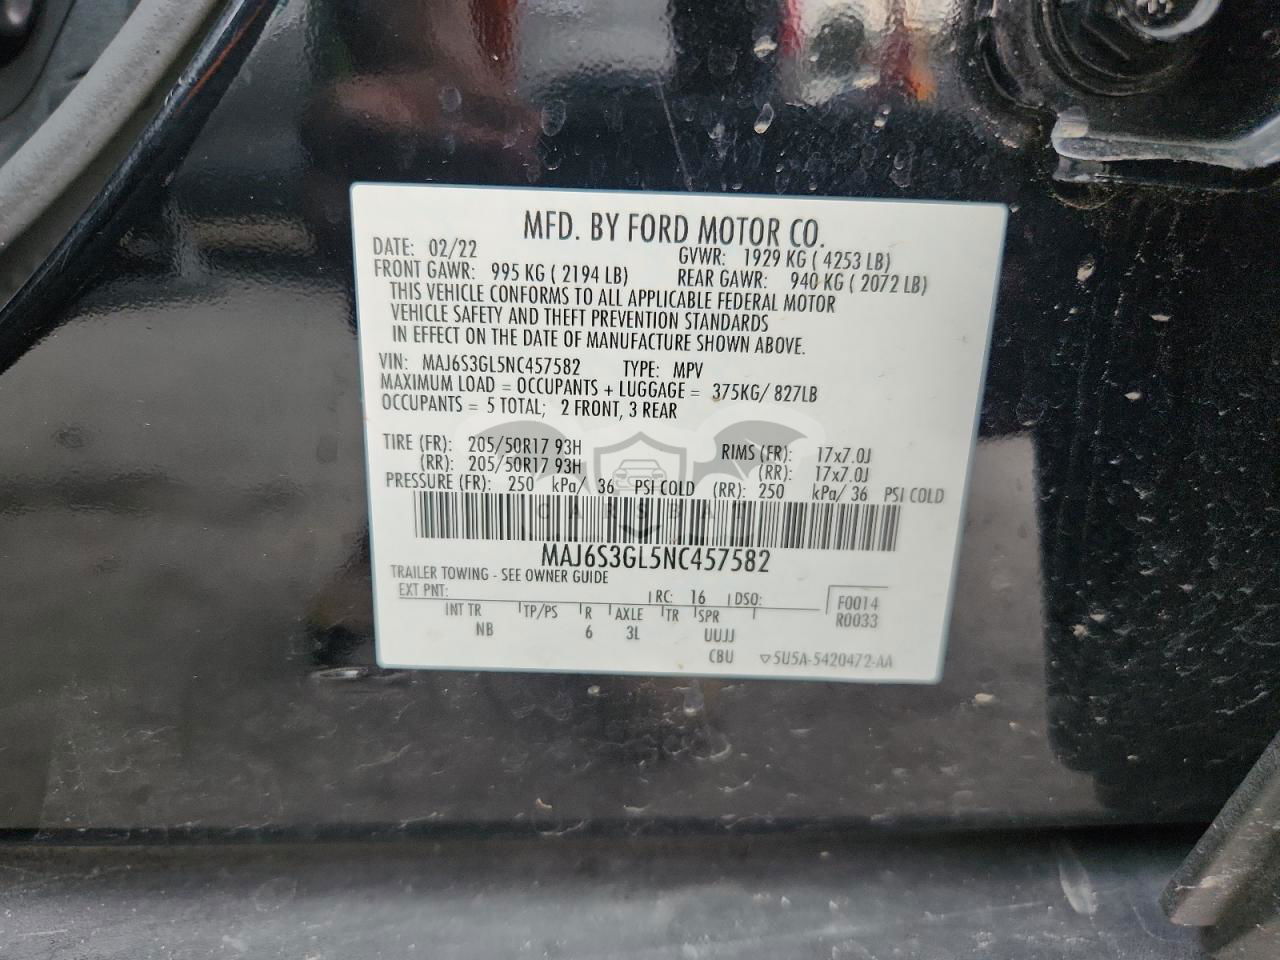 MFD. BY FORD MOTOR CO.
DATE: 02/22 GVWR: 1929 KG ( 4253 LB)
FRONT GAWR: 995 KG ( 2194 LB) REAR GAWR: 940 KG ( 2072 LB)
THIS VEHICLE CONFORMS TO ALL APPLICABLE FEDERAL MOTOR
VEHICLE SAFETY AND THEFT PREVENTION STANDARDS
IN EFFECT ON THE DATE OF MANUFACTURE SHOWN ABOVE.
VIN: MAJ6S3GL5NC457582 TYPE: MPV
MAXIMUM LOAD = OCCUPANTS + LUGGAGE = 375KG/ 827LB
OCCUPANTS = 5 TOTAL; 2 FRONT, 3 REAR
TIRE (FR): 205/50R17 93H RIMS (FR): 17x7.0J
(RR): 205/50R17 93H (RR): 17x7.0J
PRESSURE (FR): 250 kPa/ 36 PSI COLD (RR): 250 kPa/ 36 PSI COLD
MAJ6S3GL5NC457582
TRAILER TOWING - SEE OWNER GUIDE
EXT PNT: RC: 16 DSO:
INT TR TP/PS R AXLE TR SPR
NB 6 3L UUJJ
CBU
F0014
R0033
▽5U5A-5420472-AA